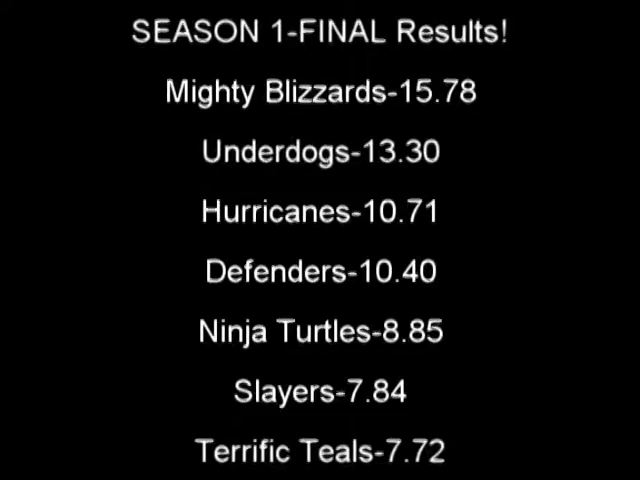 SEASON 1-FINAL Results!
Mighty Blizzards-15.78
Underdogs-13.30
Hurricanes-10.71
Defenders-10.40
Ninja Turtles-8.85
Slayers-7.84
Terrific Teals-7.72